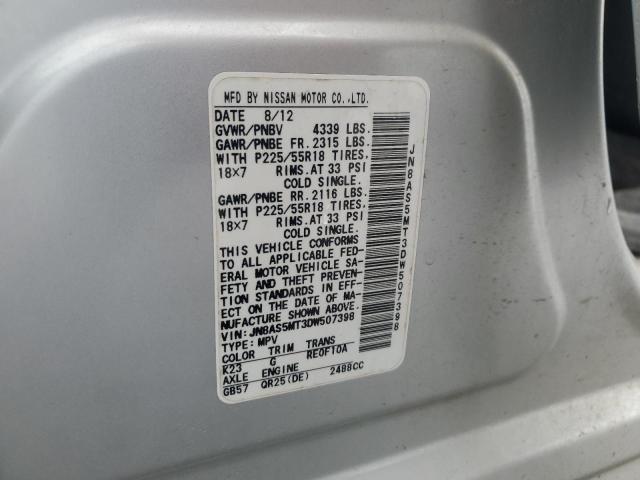 MFD BY NISSAN MOTOR CO.,LTD.
DATE 8/12
GVWR/PNBV 4339 LBS.
GAWR/PNBE FR. 2315 LBS.
WITH P225/55R18 TIRES,
18X7 RIMS.AT 33 PSI
COLD SINGLE.
GAWR/PNBE RR. 2116 LBS.
WITH P225/55R18 TIRES,
18X7 RIMS.AT 33 PSI
COLD SINGLE.
THIS VEHICLE CONFORMS
TO ALL APPLICABLE FED-
ERAL MOTOR VEHICLE SA-
FETY AND THEFT PREVEN-
TION STANDARDS IN EFF-
ECT ON THE DATE OF MA-
NUFACTURE SHOWN ABOVE.
VIN: JN8AS5MT3DW507398
TYPE: MPV
COLOR TRIM TRANS
K23 G RE0F10A
AXLE ENGINE
GB57 QR25(DE) 2488CC
JN8AS5MT3DW507398